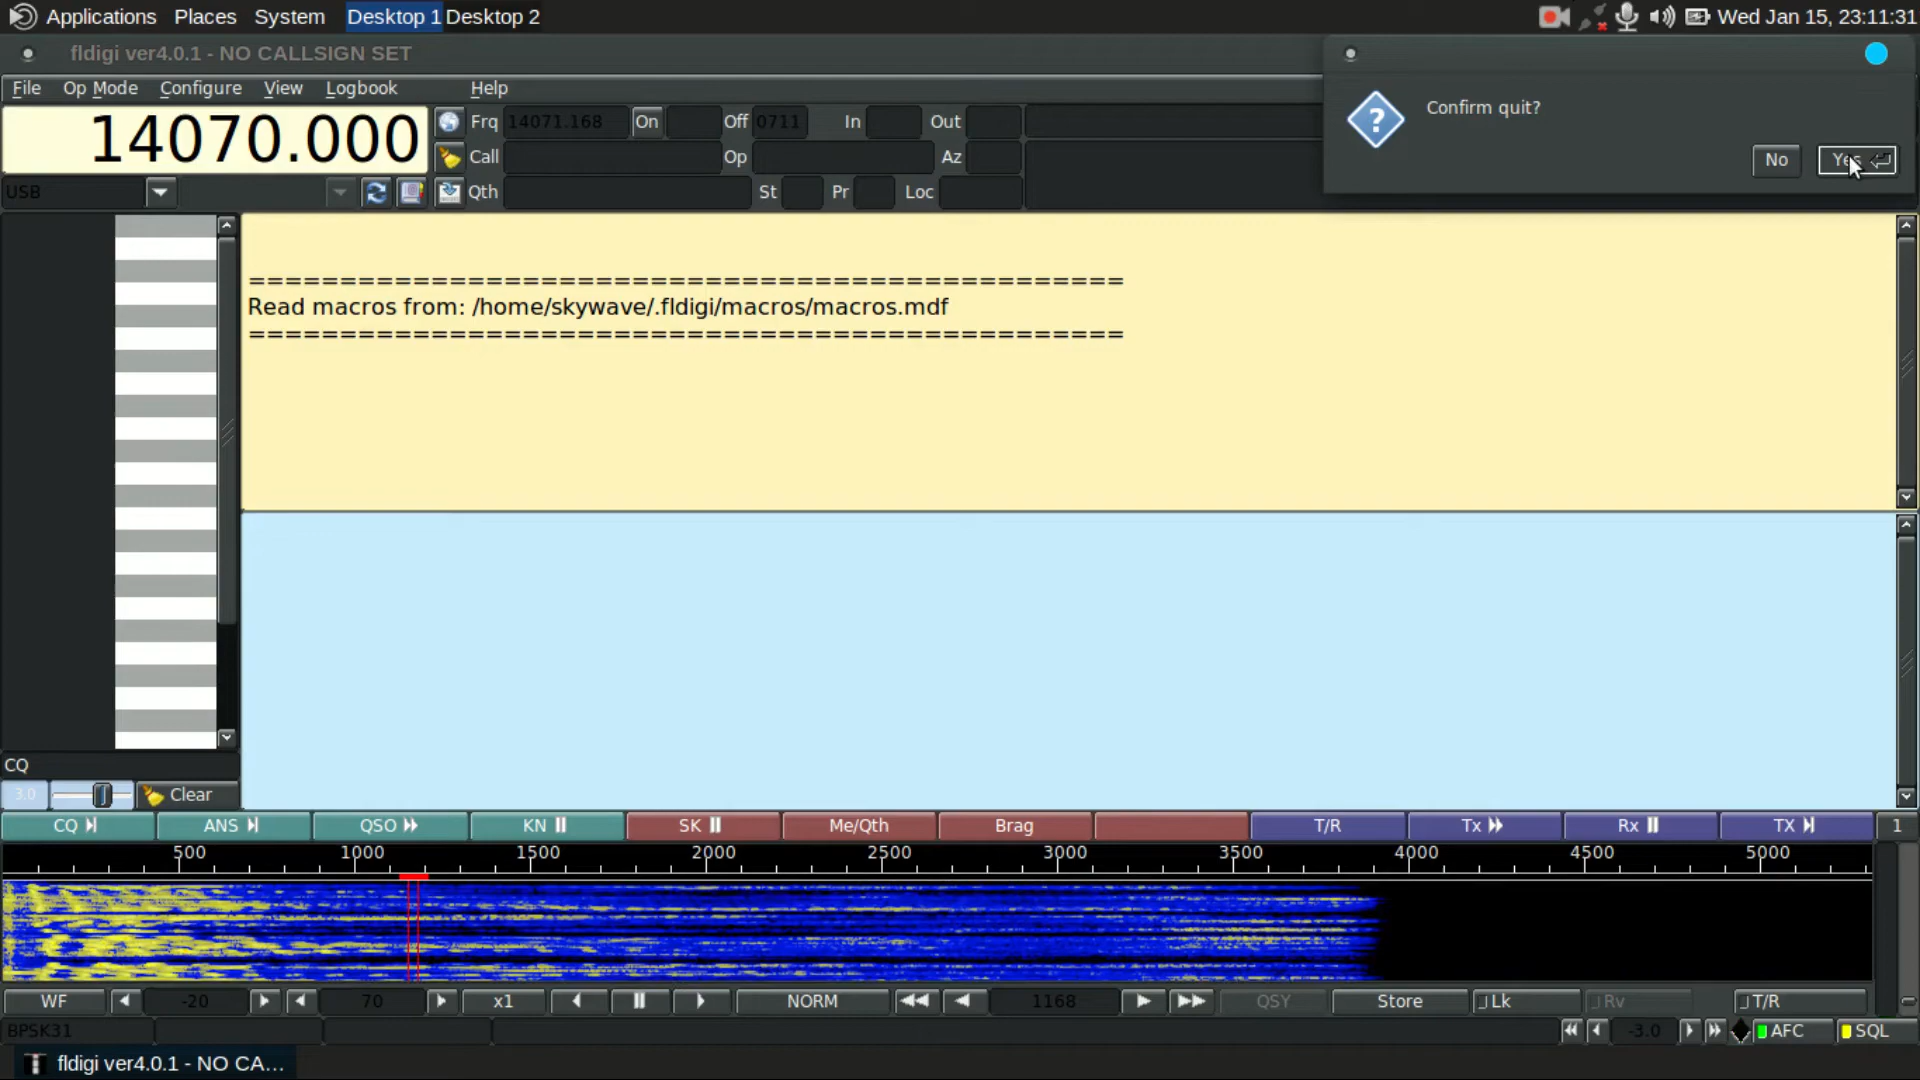 Applications Places System Desktop 1 Desktop 2 Wed Jan 15, 23:11:31
fldigi ver4.0.1 - NO CALLSIGN SET
File Op Mode Configure View Logbook Help
Confirm quit?
No Yes
14070.000 Frq 14071.168 On Off 0711 In Out
Call Op Az
USB Qth St Pr Loc
================================================
Read macros from: /home/skywave/.fldigi/macros/macros.mdf
================================================
CQ
3.0 Clear
CQ ANS QSO KN SK Me/Qth Brag T/R Tx Rx TX 1
500 1000 1500 2000 2500 3000 3500 4000 4500 5000
WF -20 70 x1 NORM 1168 QSY Store Lk Rv T/R
BPSK31 -3.0 AFC SQL
fldigi ver4.0.1 - NO CA...